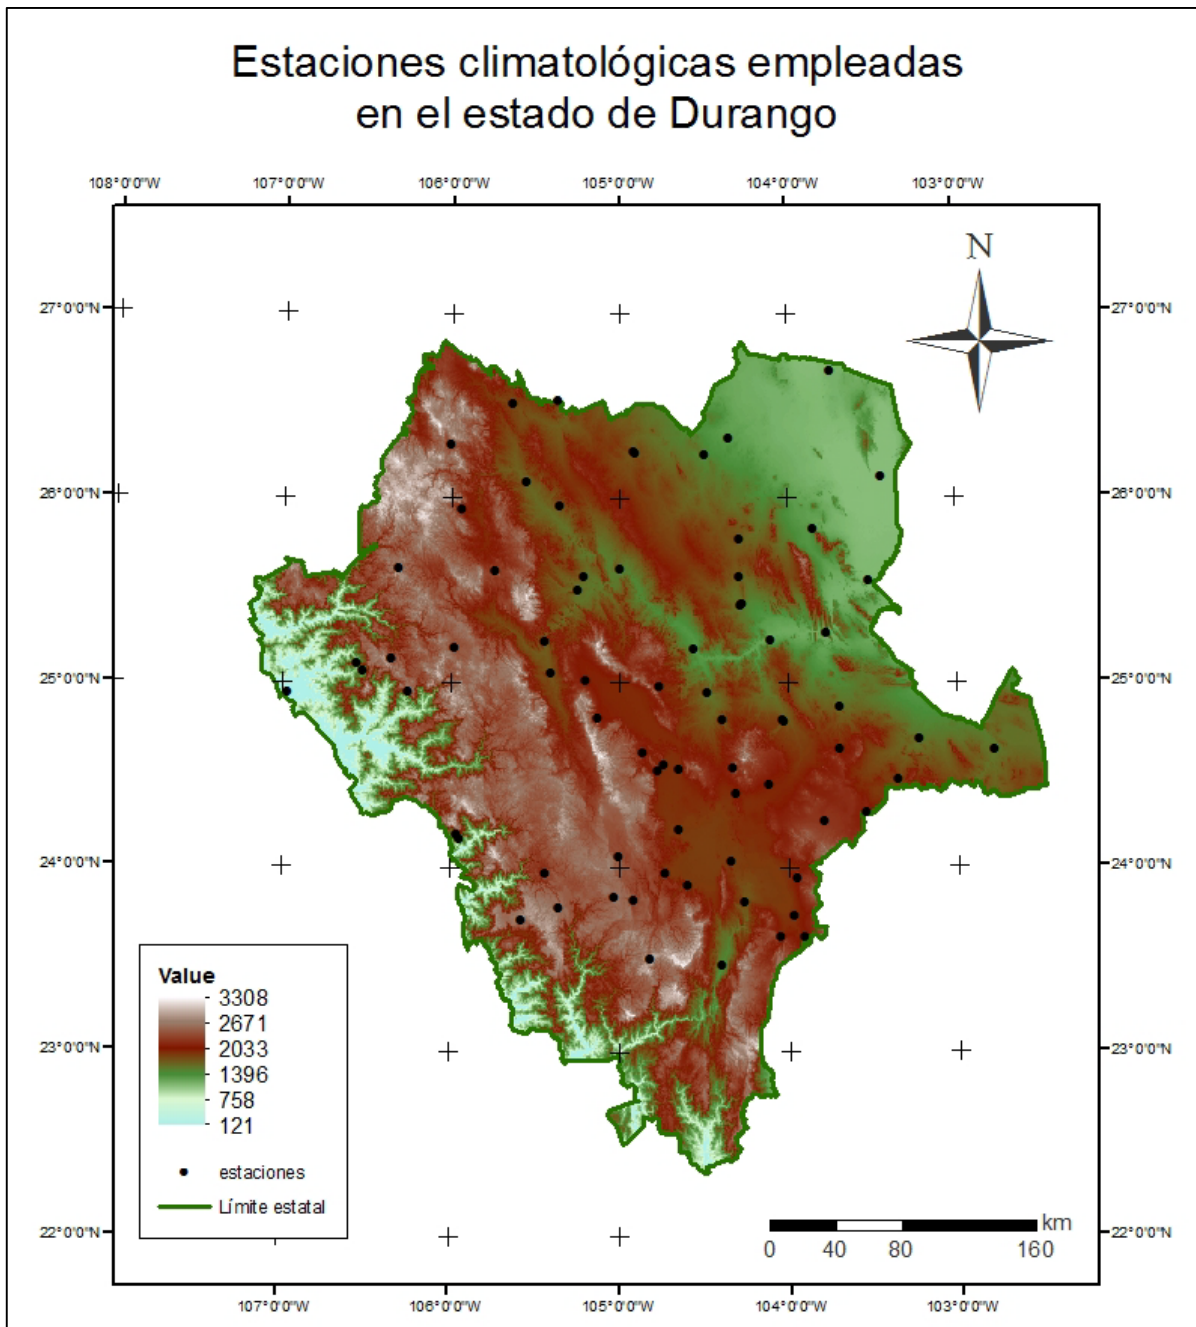 Estaciones climatológicas empleadas
en el estado de Durango
108°0'0"W 107°0'0"W 106°0'0"W 105°0'0"W 104°0'0"W 103°0'0"W
N
27°0'0"N 27°0'0"N
26°0'0"N 26°0'0"N
25°0'0"N 25°0'0"N
24°0'0"N 24°0'0"N
23°0'0"N 23°0'0"N
22°0'0"N 22°0'0"N
Value
3308
2671
2033
1396
758
121
estaciones
Límite estatal
km
0 40 80 160
107°0'0"W 106°0'0"W 105°0'0"W 104°0'0"W 103°0'0"W